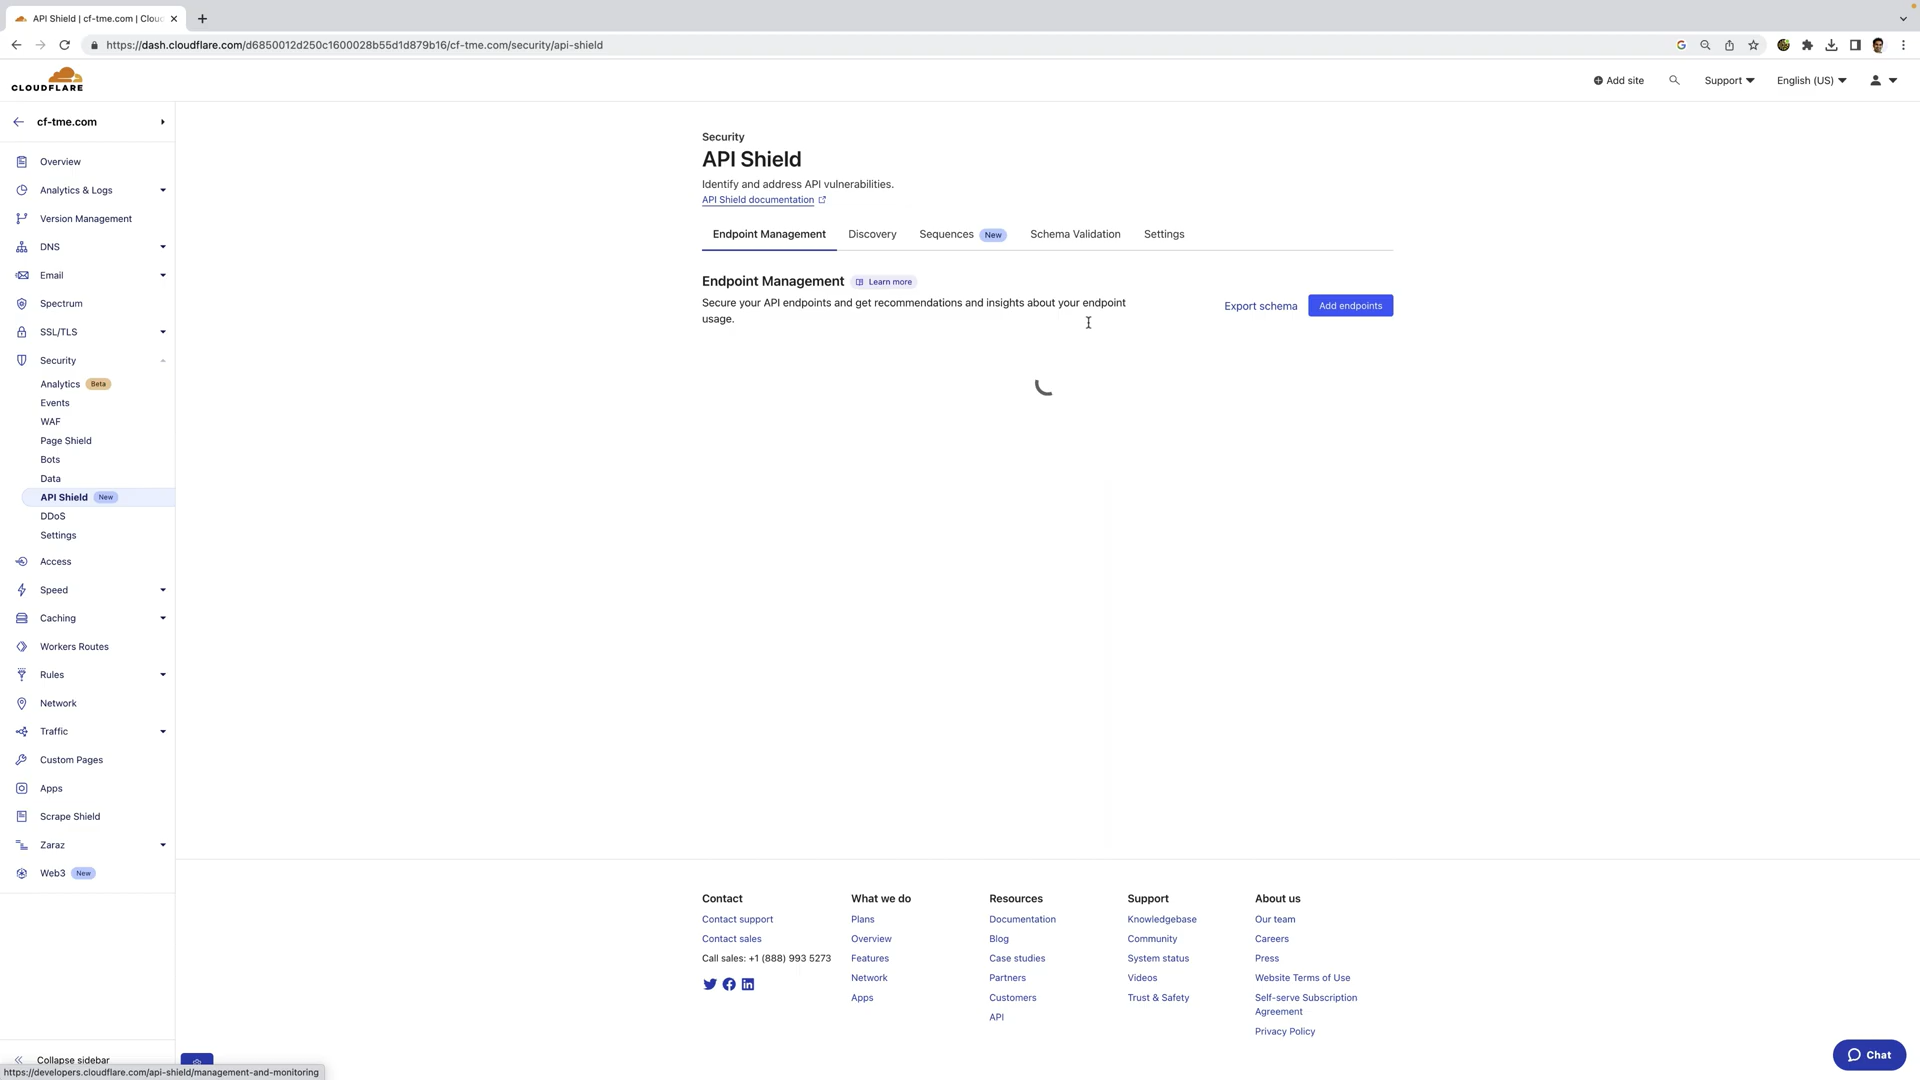 API Shield | cf-tme.com | Clou
https://dash.cloudflare.com/d6850012d250c1600028b55d1d879b16/cf-tme.com/security/api-shield
CLOUDFLARE
Add site
Support
English (US)
cf-tme.com
Overview
Analytics & Logs
Version Management
DNS
Email
Spectrum
SSL/TLS
Security
Analytics Beta
Events
WAF
Page Shield
Bots
Data
API Shield New
DDoS
Settings
Access
Speed
Caching
Workers Routes
Rules
Network
Traffic
Custom Pages
Apps
Scrape Shield
Zaraz
Web3 New
Collapse sidebar
https://developers.cloudflare.com/api-shield/management-and-monitoring
Security
API Shield
Identify and address API vulnerabilities.
API Shield documentation
Endpoint Management Discovery Sequences New Schema Validation Settings
Endpoint Management Learn more
Secure your API endpoints and get recommendations and insights about your endpoint
usage.
Export schema Add endpoints
Contact
Contact support
Contact sales
Call sales: +1 (888) 993 5273
What we do
Plans
Overview
Features
Network
Apps
Resources
Documentation
Blog
Case studies
Partners
Customers
API
Support
Knowledgebase
Community
System status
Videos
Trust & Safety
About us
Our team
Careers
Press
Website Terms of Use
Self-serve Subscription
Agreement
Privacy Policy
Chat